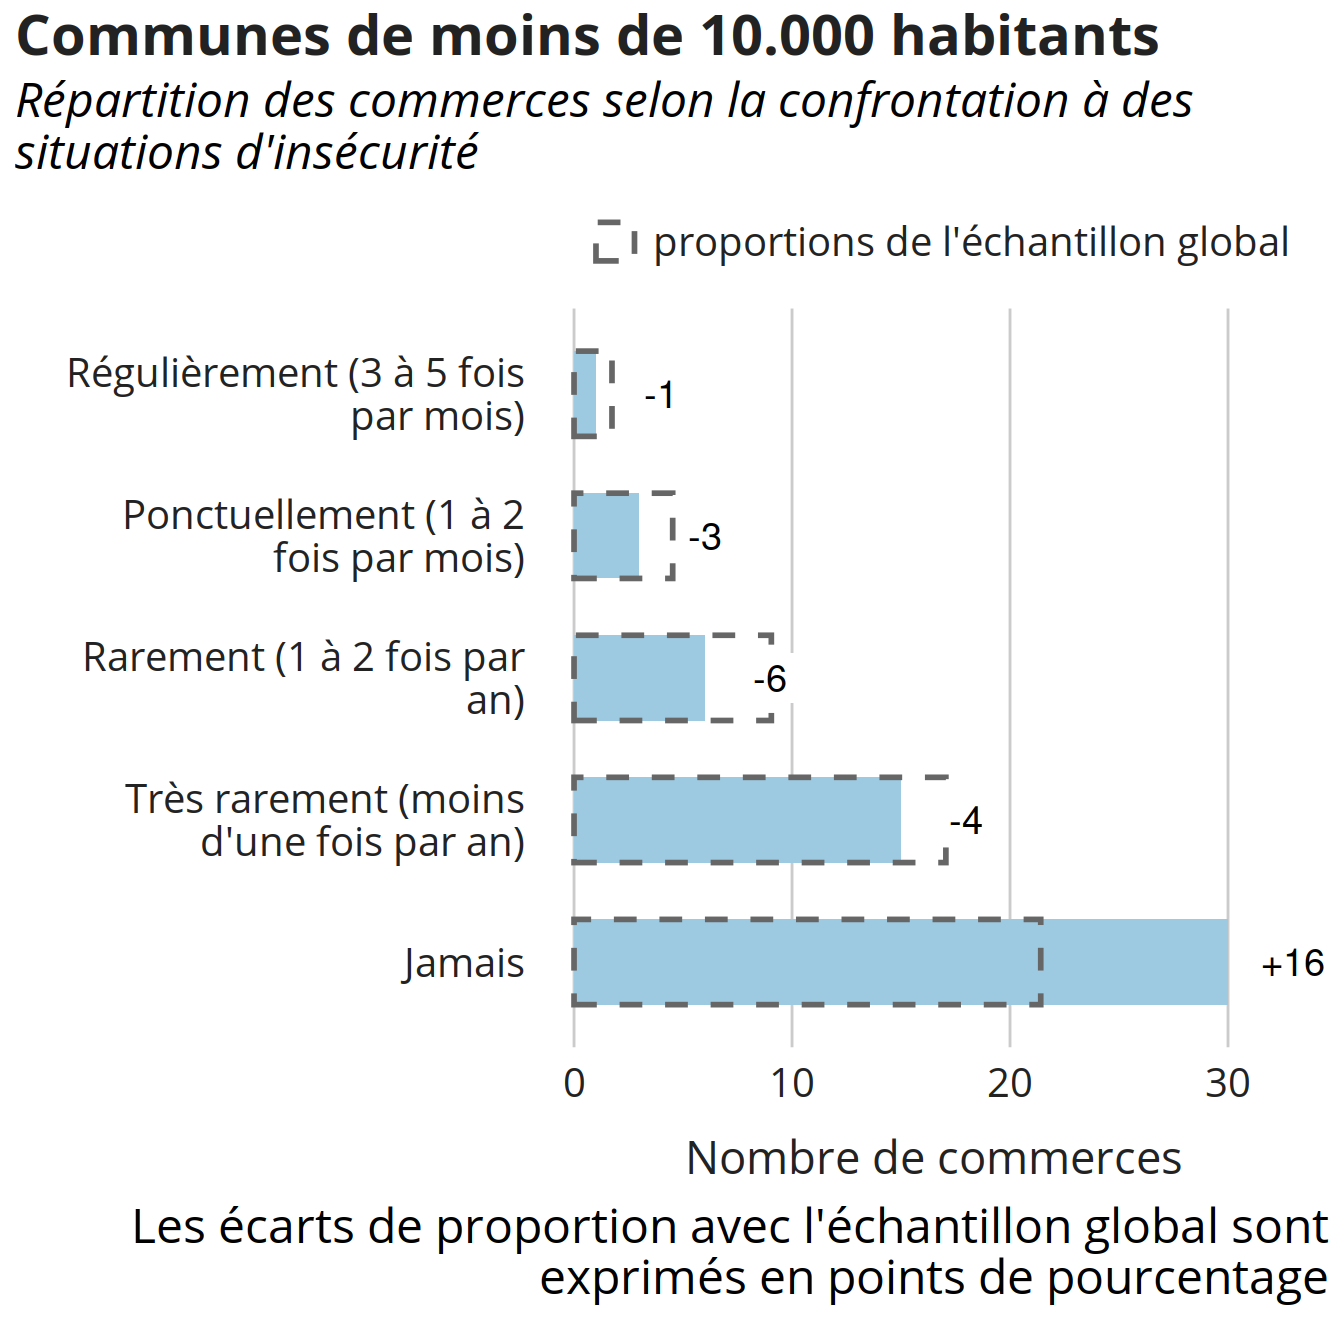 Communes de moins de 10.000 habitants
Répartition des commerces selon la confrontation à des
situations d'insécurité
proportions de l'échantillon global
Régulièrement (3 à 5 fois
par mois)
-1
Ponctuellement (1 à 2
fois par mois)
-3
Rarement (1 à 2 fois par
an)
-6
Très rarement (moins
d'une fois par an)
-4
Jamais
+16
0 10 20 30
Nombre de commerces
Les écarts de proportion avec l'échantillon global sont
exprimés en points de pourcentage